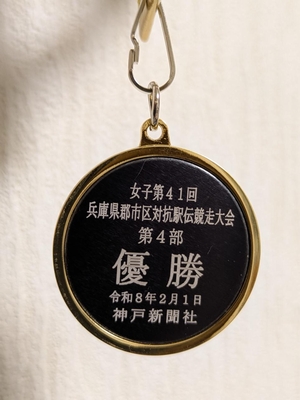 女子第41回
兵庫県郡市区対抗駅伝競走大会
第4部
優勝
令和8年2月1日
神戸新聞社